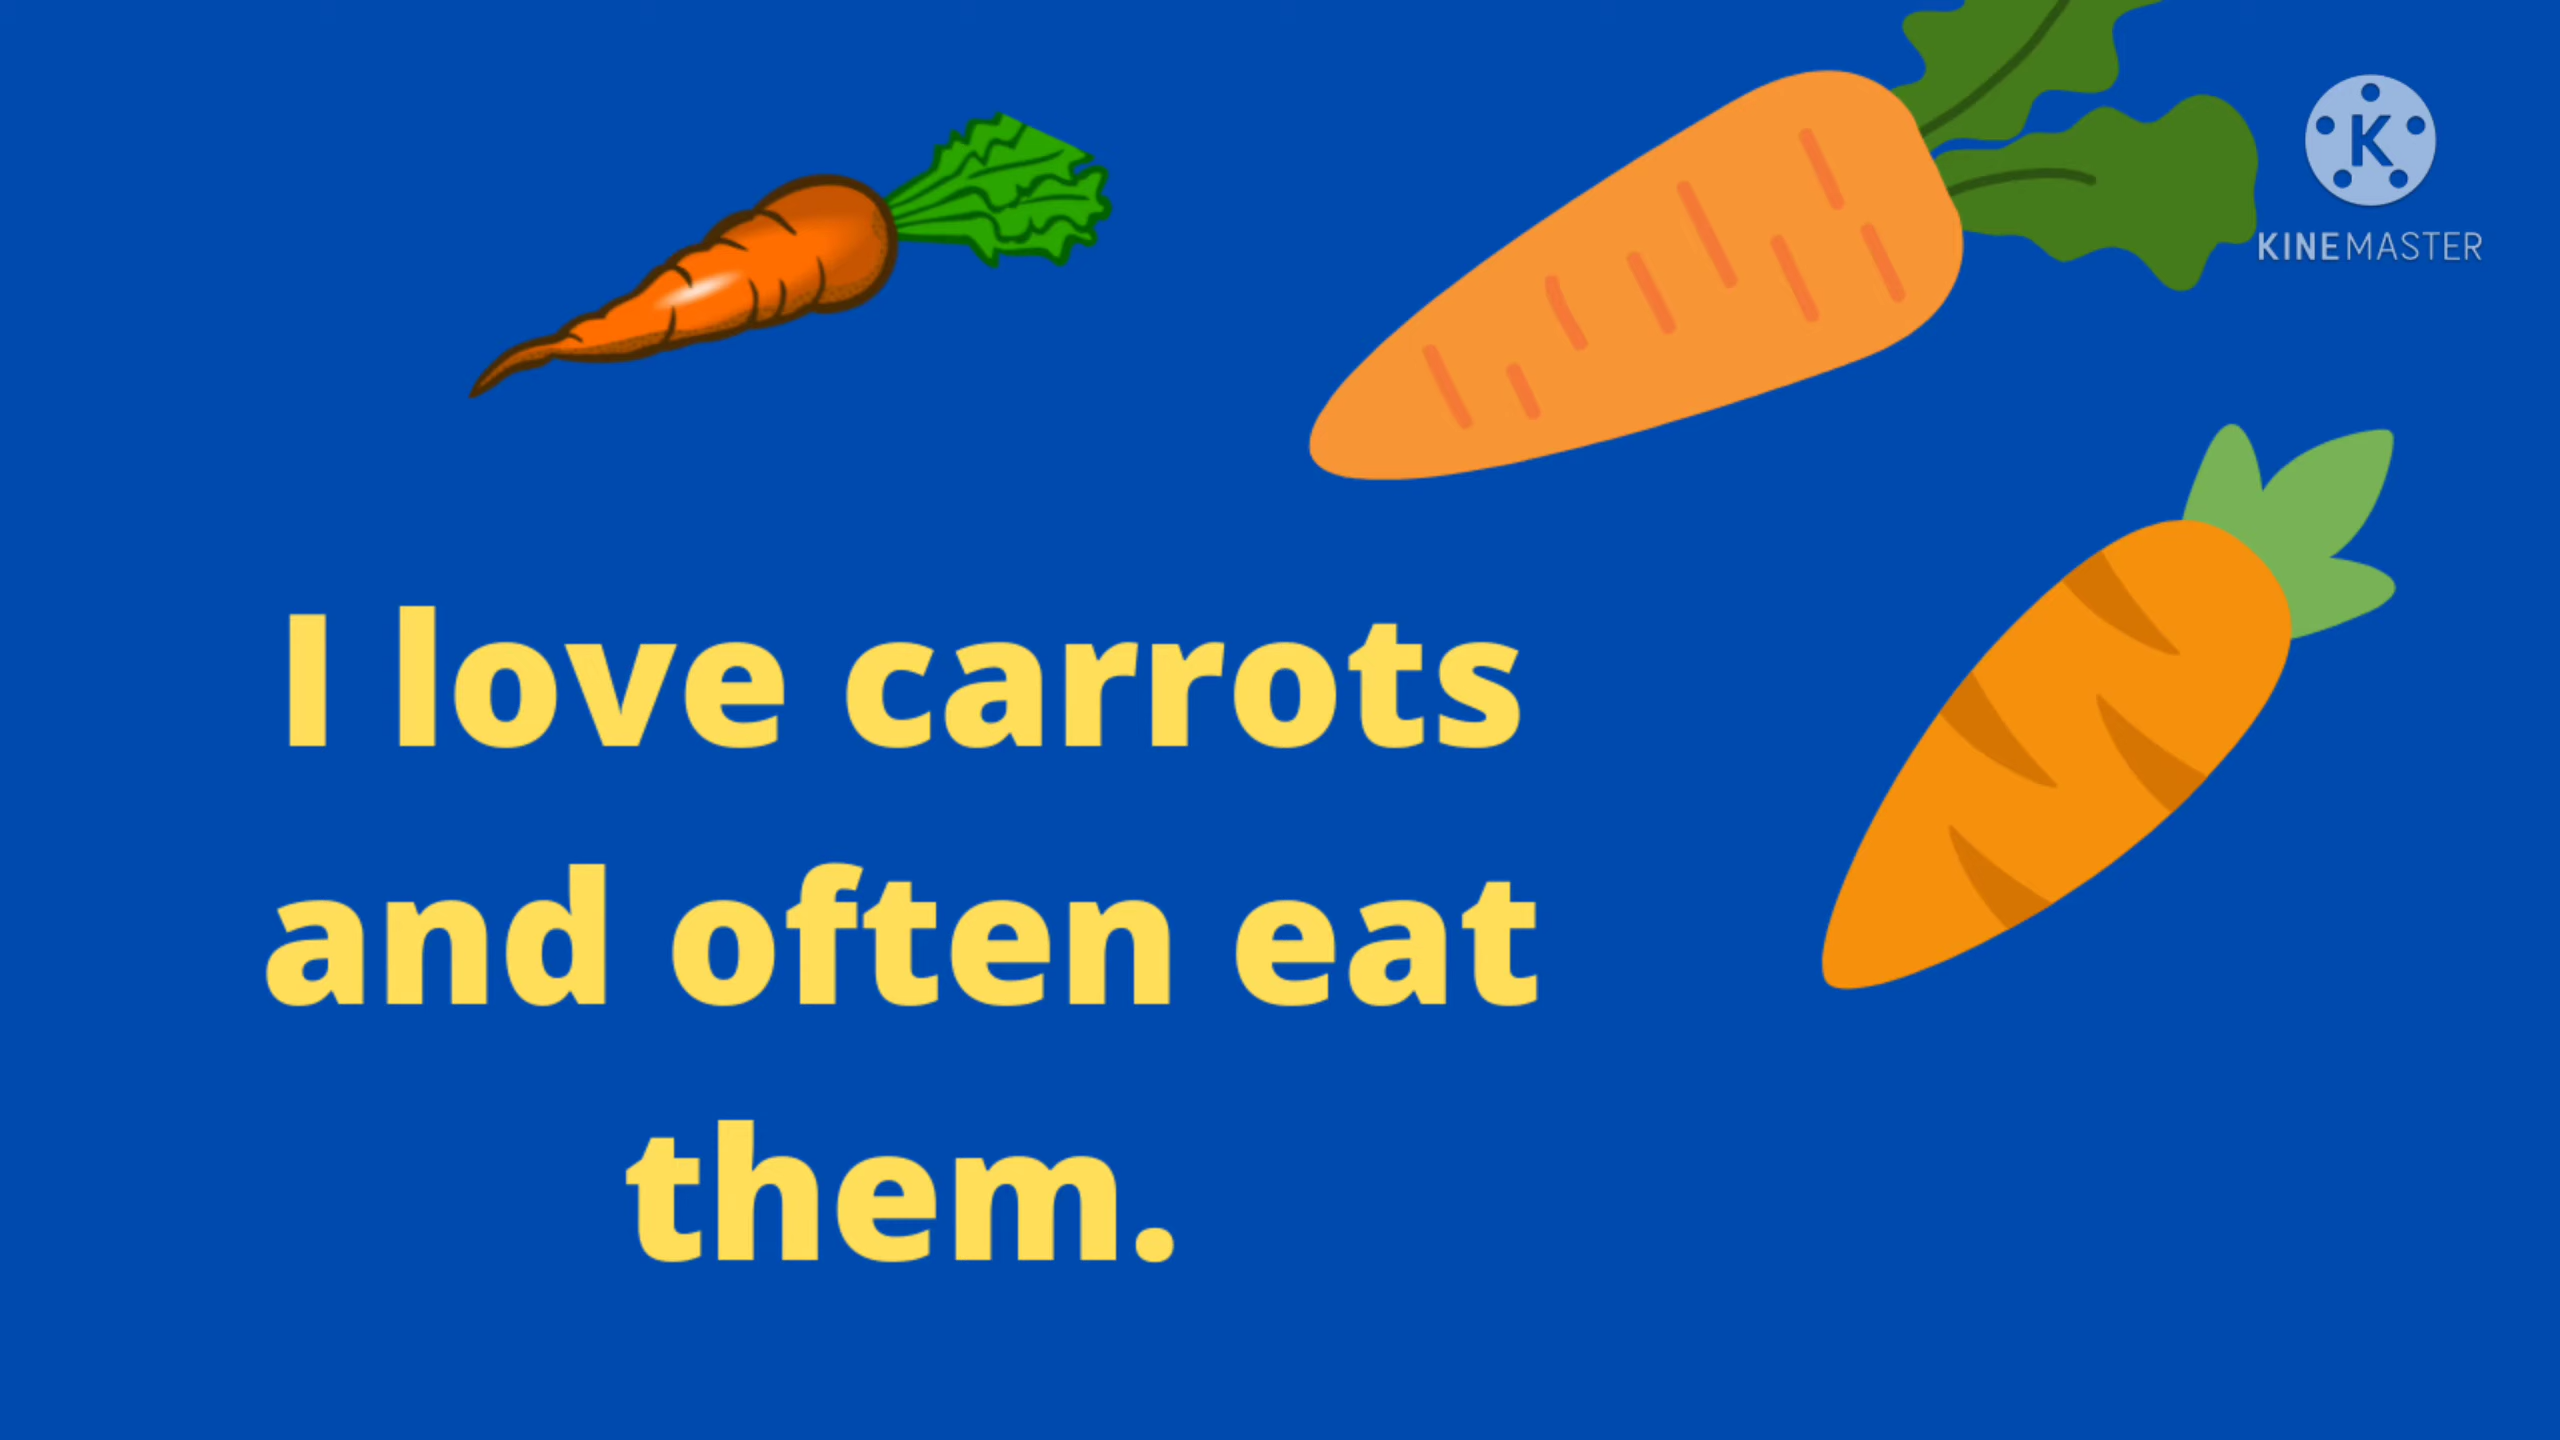 K
KINEMASTER
I love carrots
and often eat
them.